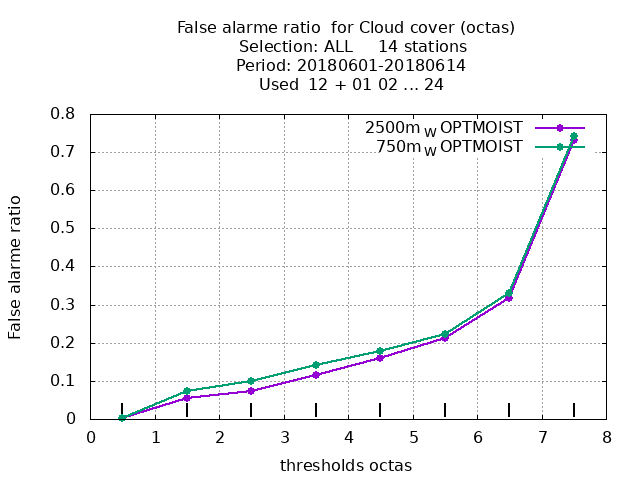 False alarme ratio  for Cloud cover (octas)
Selection: ALL     14 stations
Period: 20180601-20180614
Used  12 + 01 02 ... 24
2500m W OPTMOIST
750m W OPTMOIST
False alarme ratio
0.8
0.7
0.6
0.5
0.4
0.3
0.2
0.1
0
0 1 2 3 4 5 6 7 8
thresholds octas